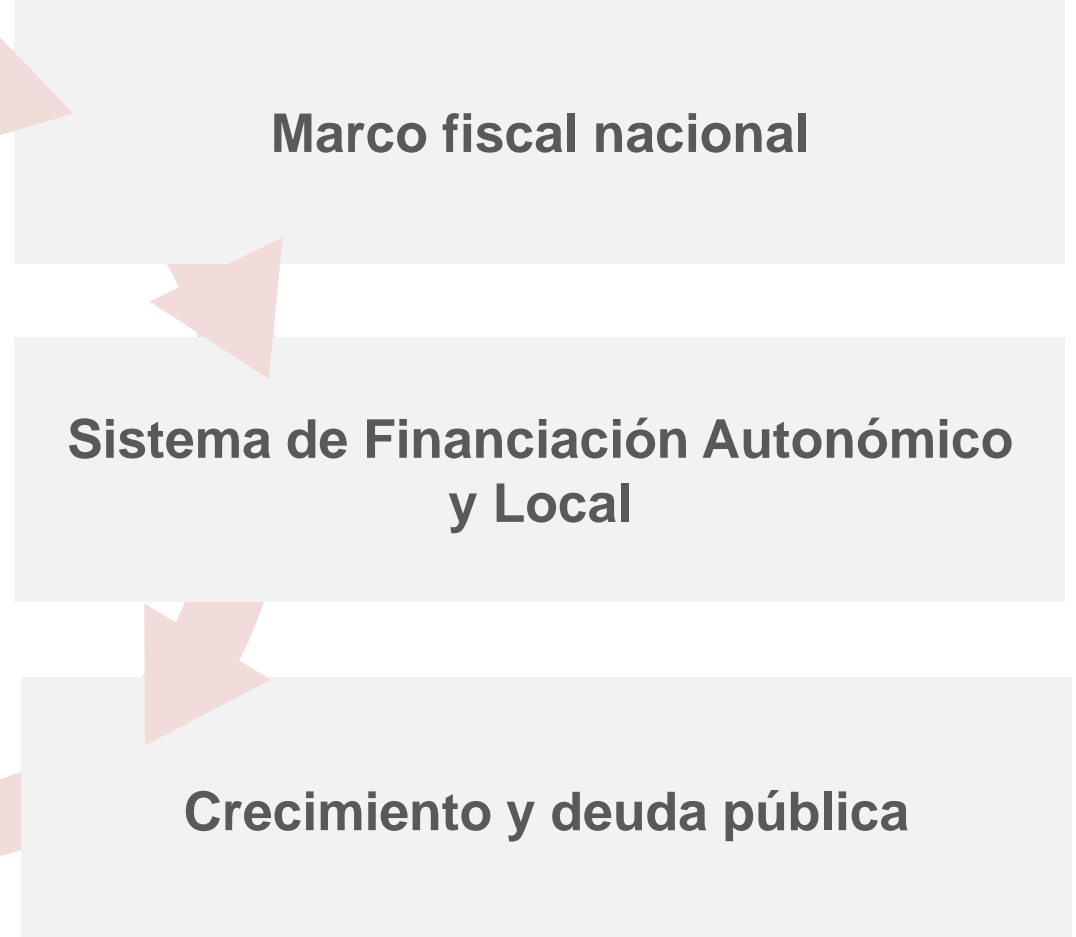 Marco fiscal nacional
Sistema de Financiación Autonómico
y Local
Crecimiento y deuda pública